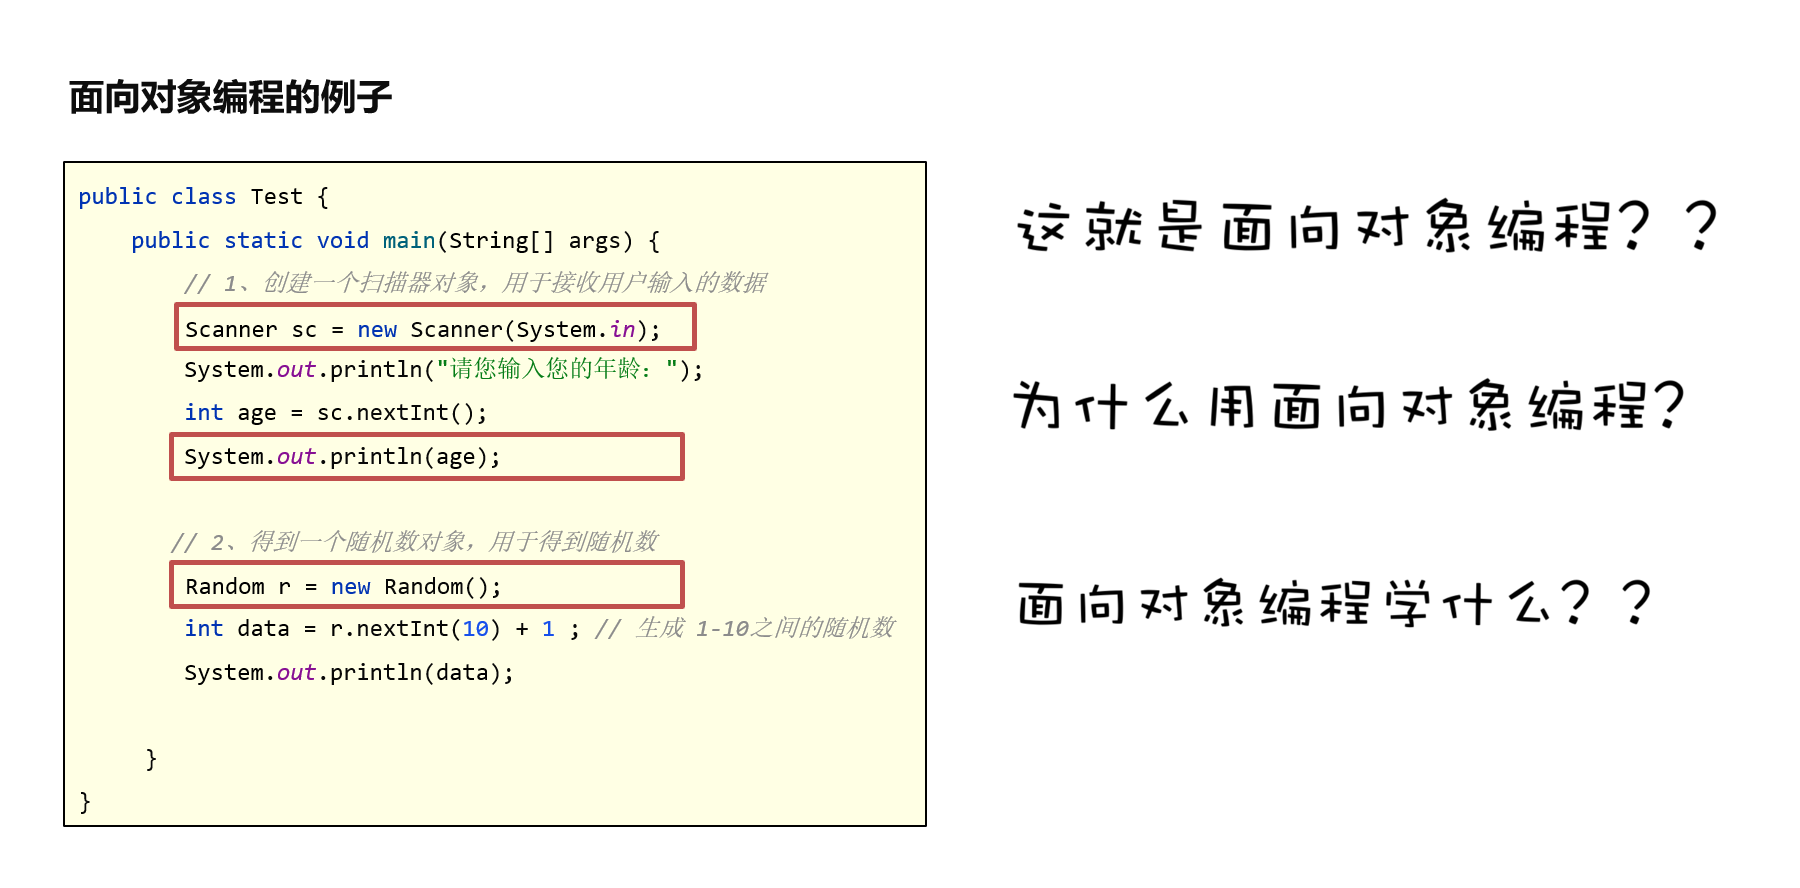 面向对象编程的例子
public class Test {
public static void main(String[] args) {
// 1、创建一个扫描器对象，用于接收用户输入的数据
Scanner sc = new Scanner(System.in);
System.out.println("请您输入您的年龄：");
int age = sc.nextInt();
System.out.println(age);
// 2、得到一个随机数对象，用于得到随机数
Random r = new Random();
int data = r.nextInt(10) + 1 ; // 生成 1-10之间的随机数
System.out.println(data);
}
}
这就是面向对象编程？？
为什么用面向对象编程？
面向对象编程学什么？？